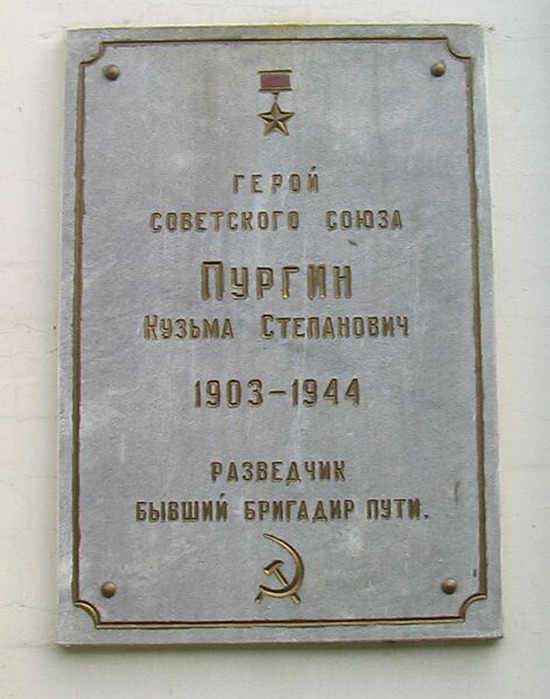 ГЕРОЙ
СОВЕТСКОГО СОЮЗА
ПУРГИН
КУЗЬМА СТЕПАНОВИЧ
1903-1944
РАЗВЕДЧИК
БЫВШИЙ БРИГАДИР ПУТИ.